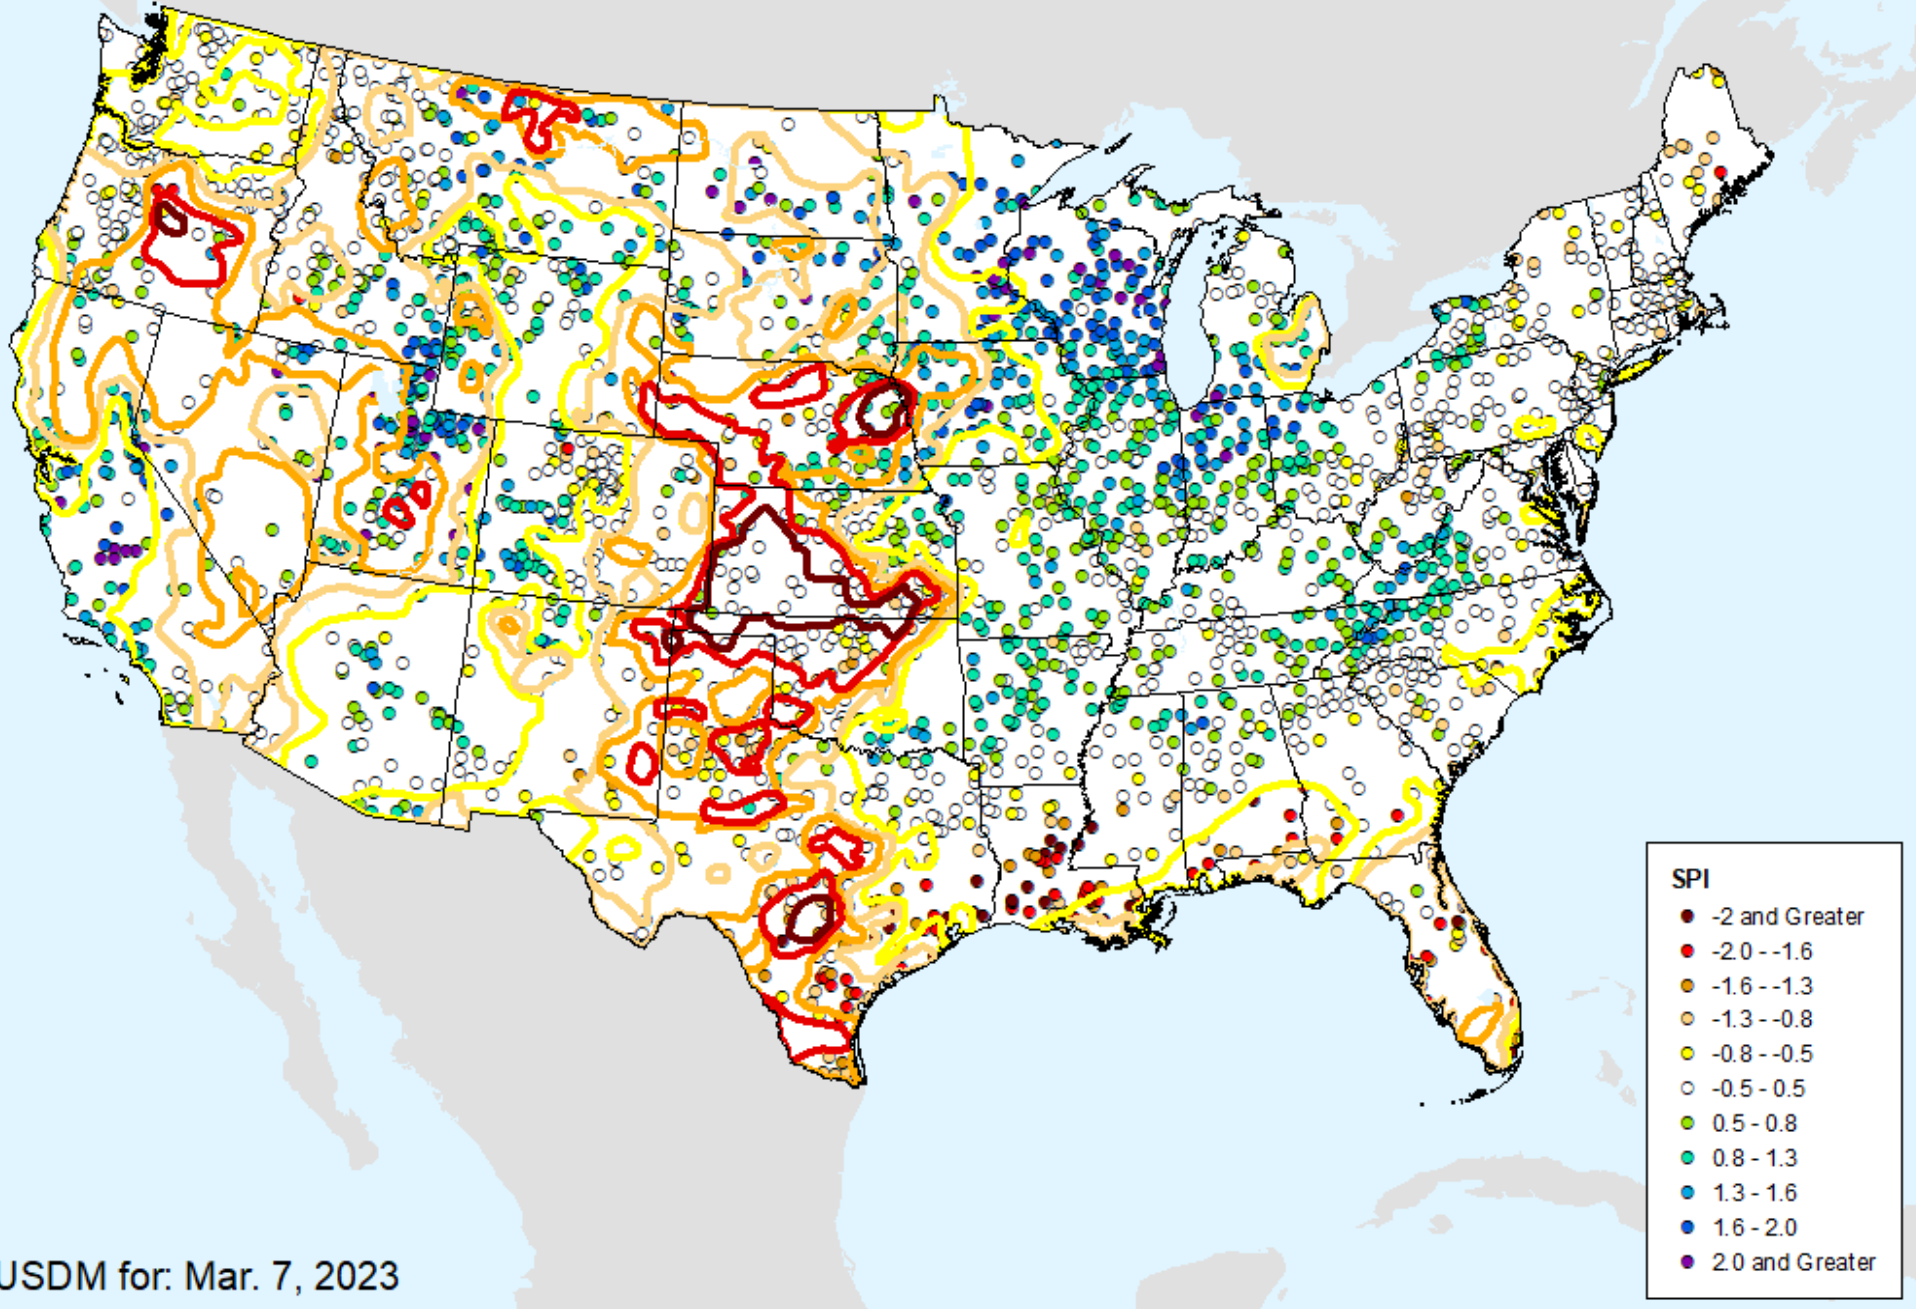 SPI
-2 and Greater
-2.0 - -1.6
-1.6 - -1.3
-1.3 - -0.8
-0.8 - -0.5
-0.5 - 0.5
0.5 - 0.8
0.8 - 1.3
1.3 - 1.6
1.6 - 2.0
2.0 and Greater
USDM for: Mar. 7, 2023